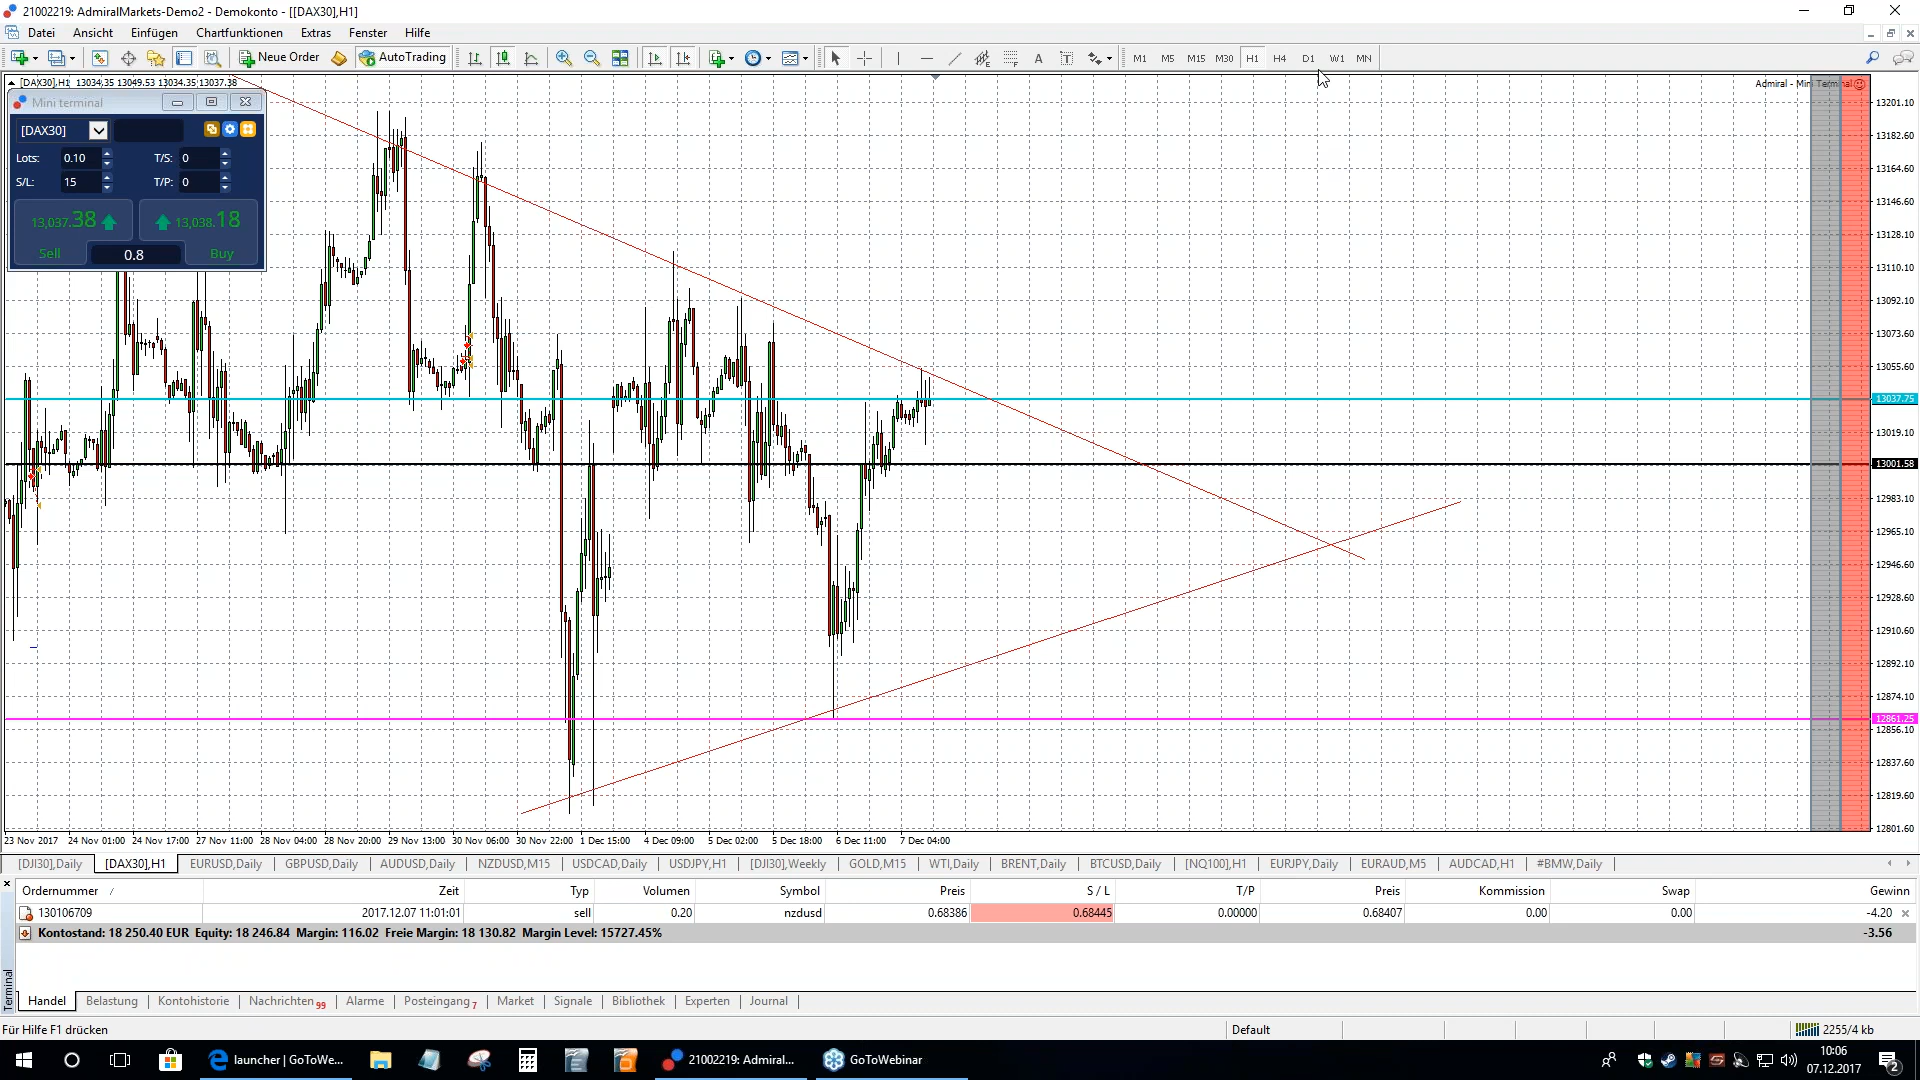 21002219: AdmiralMarkets-Demo2 - Demokonto - [[DAX30],H1]
Datei Ansicht Einfügen Chartfunktionen Extras Fenster Hilfe
Neue Order AutoTrading A T M1 M5 M15 M30 H1 H4 D1 W1 MN
[DAX30],H1 13034.35 13049.53 13034.35 13037.38
Admiral - Mini Terminal
Mini terminal
[DAX30]
Lots: 0.10 T/S: 0
S/L: 15 T/P: 0
13,037.38 13,038.18
Sell 0.8 Buy
13201.10
13182.60
13164.60
13146.60
13128.10
13110.10
13092.10
13073.60
13055.60
13037.75
13019.10
13001.58
12983.10
12965.10
12946.60
12928.60
12910.60
12892.10
12874.10
12861.25
12856.10
12837.60
12819.60
12801.60
23 Nov 2017 24 Nov 01:00 24 Nov 17:00 27 Nov 11:00 28 Nov 04:00 28 Nov 20:00 29 Nov 13:00 30 Nov 06:00 30 Nov 22:00 1 Dec 15:00 4 Dec 09:00 5 Dec 02:00 5 Dec 18:00 6 Dec 11:00 7 Dec 04:00
[DJI30],Daily [DAX30],H1 EURUSD,Daily GBPUSD,Daily AUDUSD,Daily NZDUSD,M15 USDCAD,Daily USDJPY,H1 [DJI30],Weekly GOLD,M15 WTI,Daily BRENT,Daily BTCUSD,Daily [NQ100],H1 EURJPY,Daily EURAUD,M5 AUDCAD,H1 #BMW,Daily
Ordernummer / Zeit Typ Volumen Symbol Preis S / L T/P Preis Kommission Swap Gewinn
130106709 2017.12.07 11:01:01 sell 0.20 nzdusd 0.68386 0.68445 0.00000 0.68407 0.00 0.00 -4.20
Kontostand: 18 250.40 EUR Equity: 18 246.84 Margin: 116.02 Freie Margin: 18 130.82 Margin Level: 15727.45% -3.56
Terminal
Handel Belastung Kontohistorie Nachrichten 99 Alarme Posteingang 7 Market Signale Bibliothek Experten Journal
Für Hilfe F1 drücken Default 2255/4 kb
launcher | GoToWe... 21002219: Admiral... GoToWebinar
10:06
07.12.2017
2